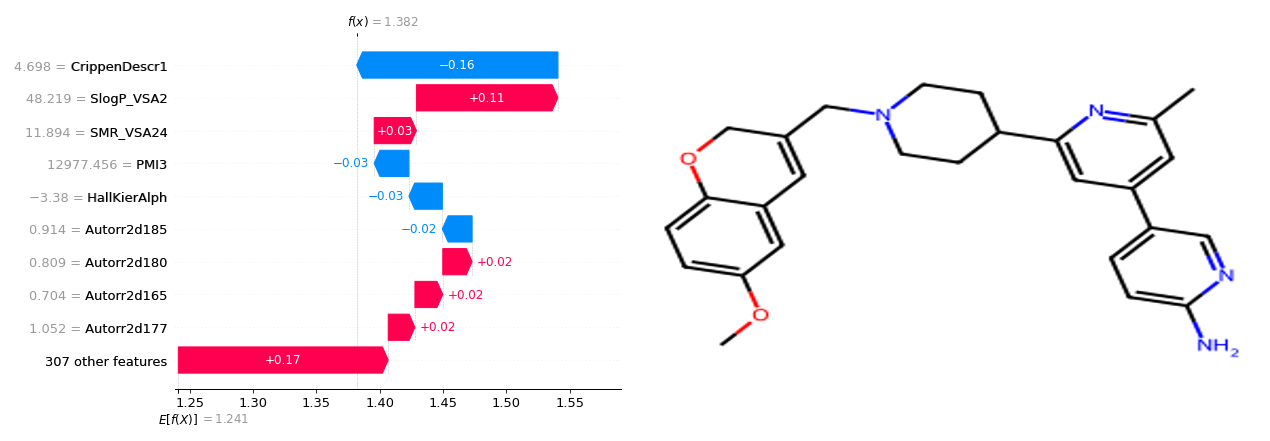 f(x) = 1.382
4.698 = CrippenDescr1 −0.16
48.219 = SlogP_VSA2 +0.11
11.894 = SMR_VSA24 +0.03
12977.456 = PMI3 −0.03
−3.38 = HallKierAlph −0.03
0.914 = Autorr2d185 −0.02
0.809 = Autorr2d180 +0.02
0.704 = Autorr2d165 +0.02
1.052 = Autorr2d177 +0.02
307 other features +0.17
1.25 1.30 1.35 1.40 1.45 1.50 1.55
E[f(X)] = 1.241
N
N
O
N
O
NH₂